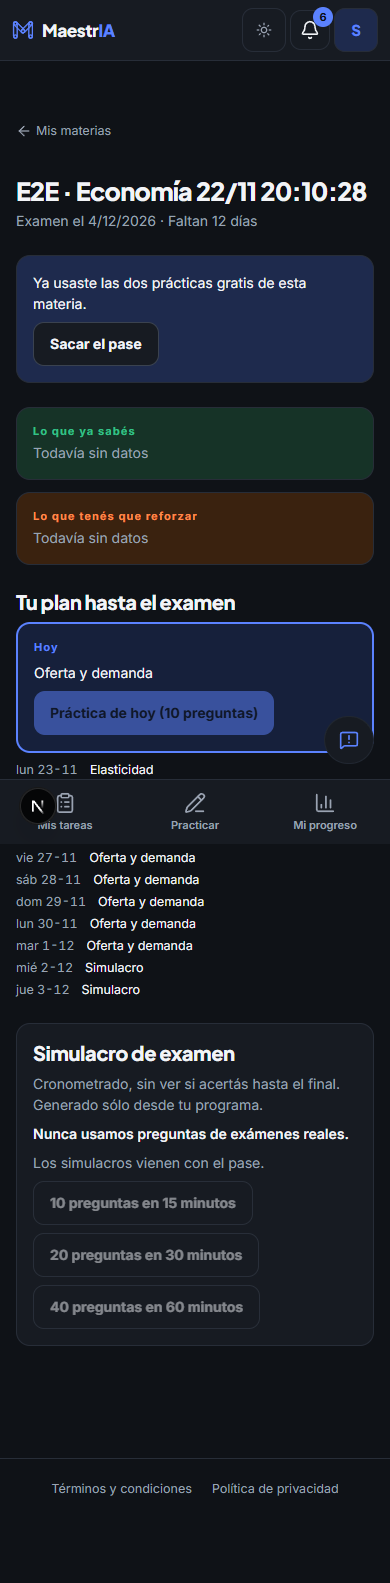 MaestrIA
6
S
← Mis materias
E2E · Economía 22/11 20:10:28
Examen el 4/12/2026 · Faltan 12 días
Ya usaste las dos prácticas gratis de esta
materia.
Sacar el pase
Lo que ya sabés
Todavía sin datos
Lo que tenés que reforzar
Todavía sin datos
Tu plan hasta el examen
Hoy
Oferta y demanda
Práctica de hoy (10 preguntas)
lun 23-11 Elasticidad
N
Mis tareas
Practicar
Mi progreso
vie 27-11 Oferta y demanda
sáb 28-11 Oferta y demanda
dom 29-11 Oferta y demanda
lun 30-11 Oferta y demanda
mar 1-12 Oferta y demanda
mié 2-12 Simulacro
jue 3-12 Simulacro
Simulacro de examen
Cronometrado, sin ver si acertás hasta el final.
Generado sólo desde tu programa.
Nunca usamos preguntas de exámenes reales.
Los simulacros vienen con el pase.
10 preguntas en 15 minutos
20 preguntas en 30 minutos
40 preguntas en 60 minutos
Términos y condiciones
Política de privacidad